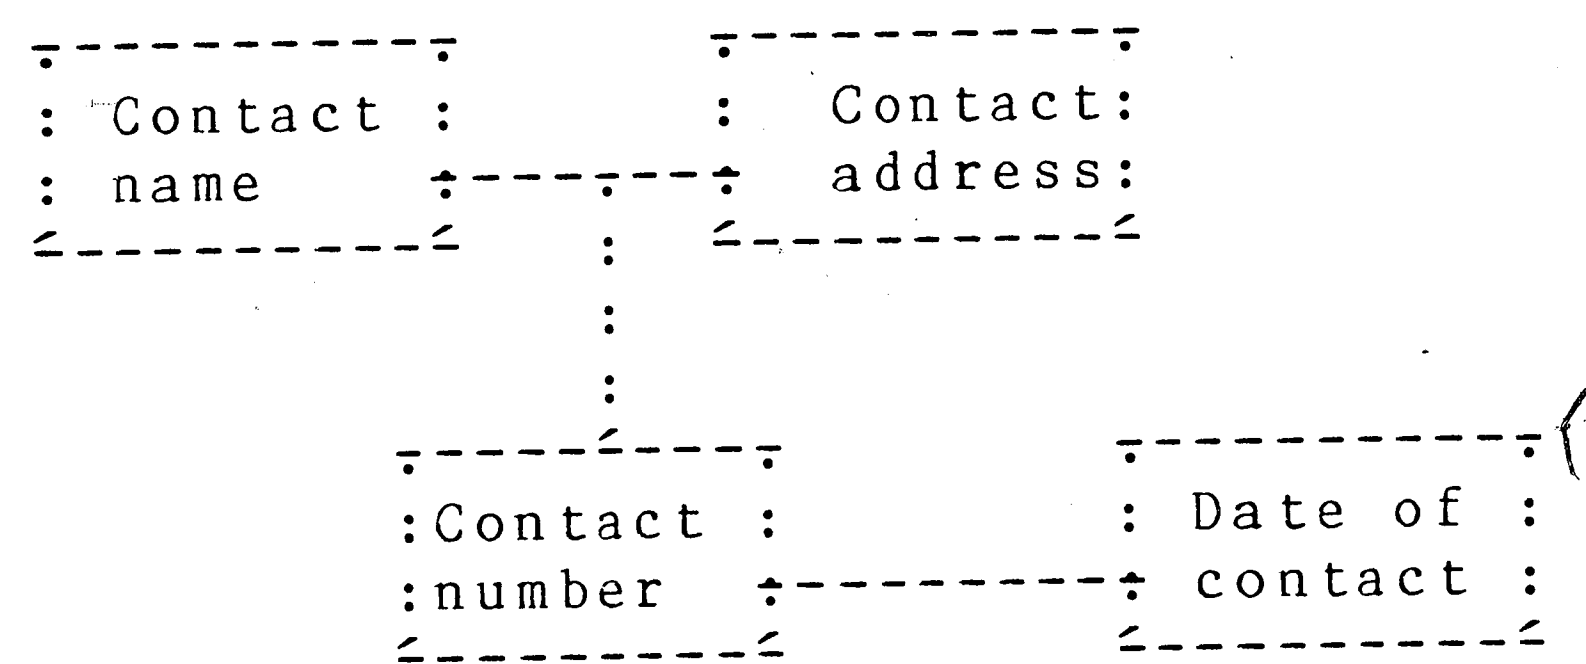 Contact
name
Contact
address
Contact
number
Date of
contact